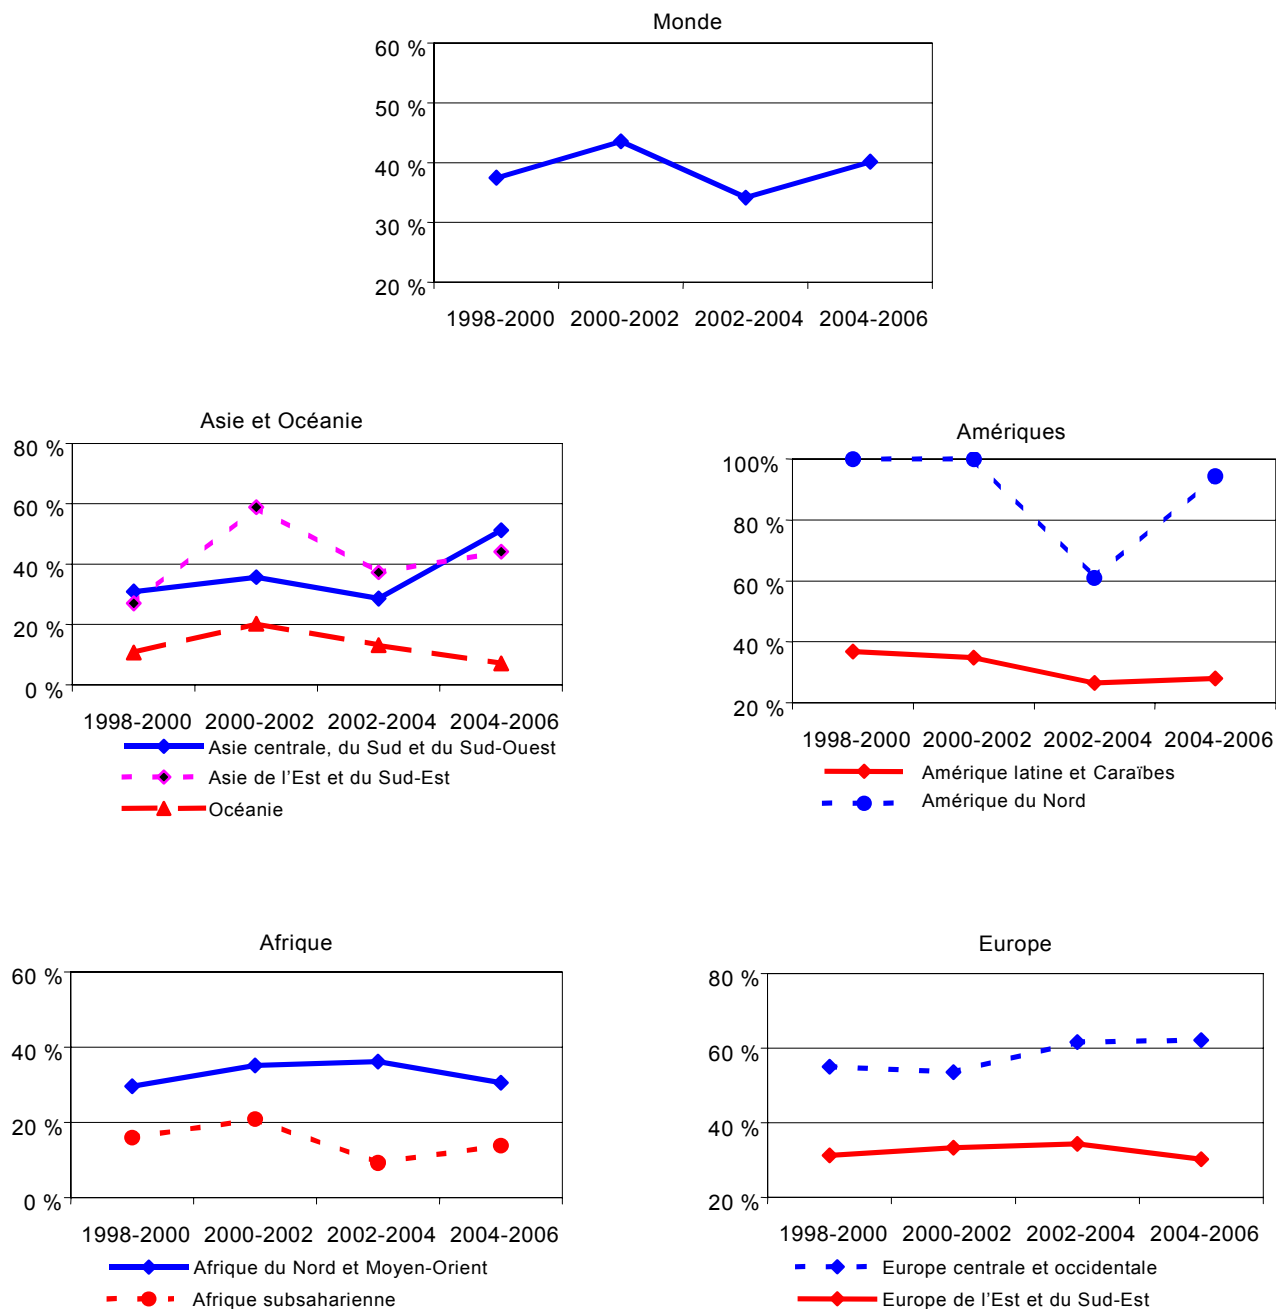 Monde
60 %
50 %
40 %
30 %
20 %
1998-2000 2000-2002 2002-2004 2004-2006
Asie et Océanie
80 %
60 %
40 %
20 %
0 %
1998-2000 2000-2002 2002-2004 2004-2006
Asie centrale, du Sud et du Sud-Ouest
Asie de l'Est et du Sud-Est
Océanie
Amériques
100%
80 %
60 %
40 %
20 %
1998-2000 2000-2002 2002-2004 2004-2006
Amérique latine et Caraïbes
Amérique du Nord
Afrique
60 %
40 %
20 %
0 %
1998-2000 2000-2002 2002-2004 2004-2006
Afrique du Nord et Moyen-Orient
Afrique subsaharienne
Europe
80 %
60 %
40 %
20 %
1998-2000 2000-2002 2002-2004 2004-2006
Europe centrale et occidentale
Europe de l'Est et du Sud-Est